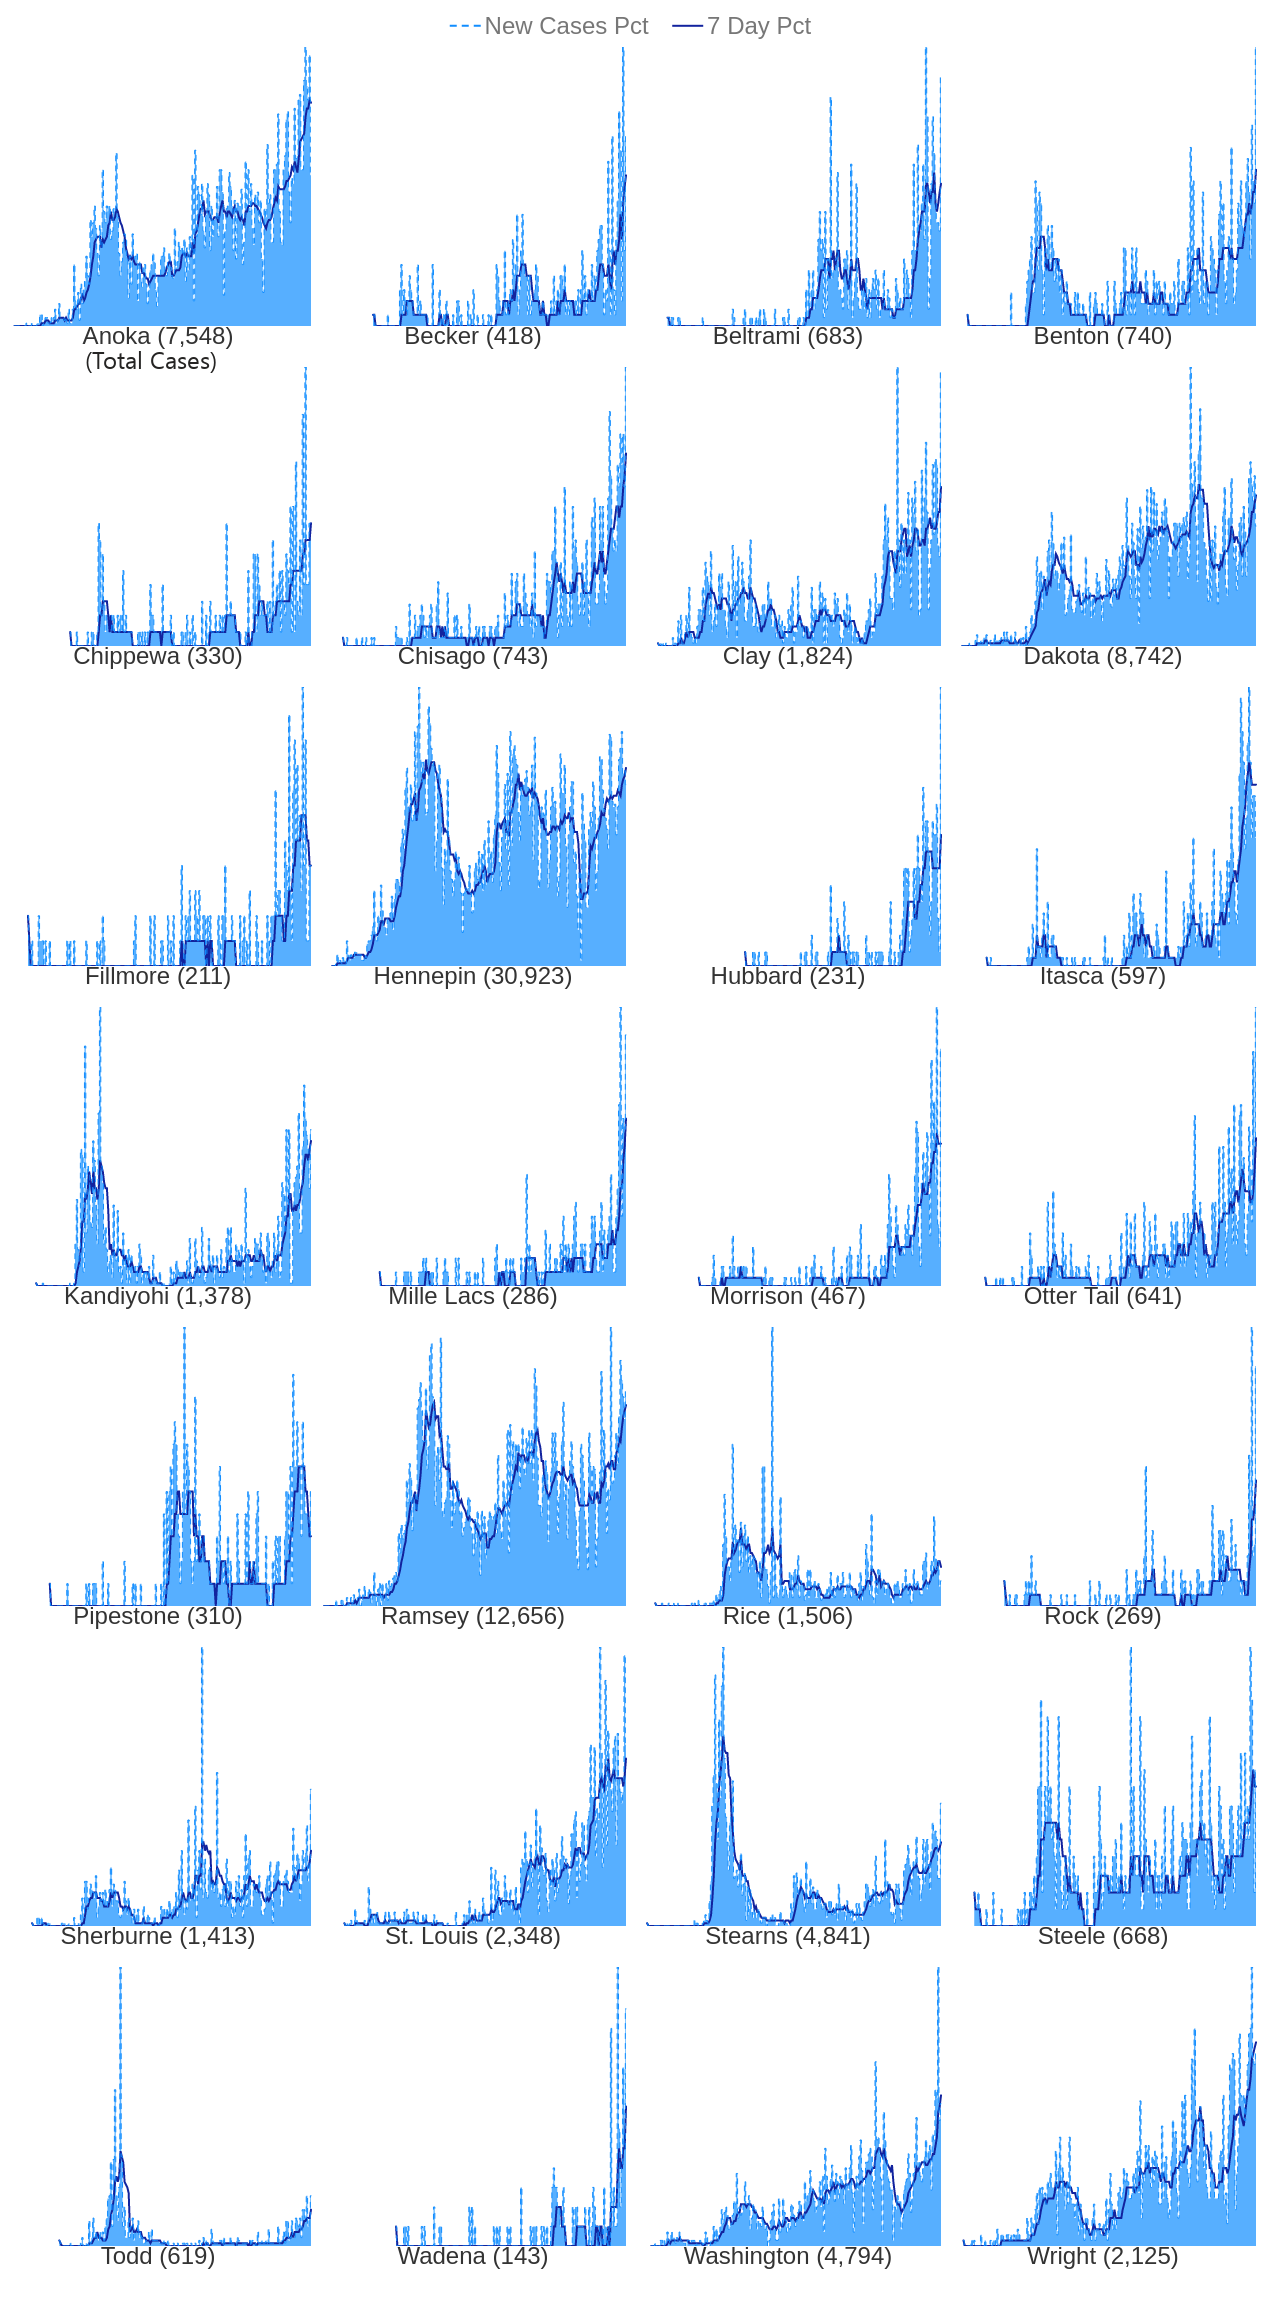 New Cases Pct 7 Day Pct
Anoka (7,548) Becker (418) Beltrami (683) Benton (740)
(Total Cases)
Chippewa (330) Chisago (743) Clay (1,824) Dakota (8,742)
Fillmore (211) Hennepin (30,923) Hubbard (231) Itasca (597)
Kandiyohi (1,378) Mille Lacs (286) Morrison (467) Otter Tail (641)
Pipestone (310) Ramsey (12,656) Rice (1,506) Rock (269)
Sherburne (1,413) St. Louis (2,348) Stearns (4,841) Steele (668)
Todd (619) Wadena (143) Washington (4,794) Wright (2,125)